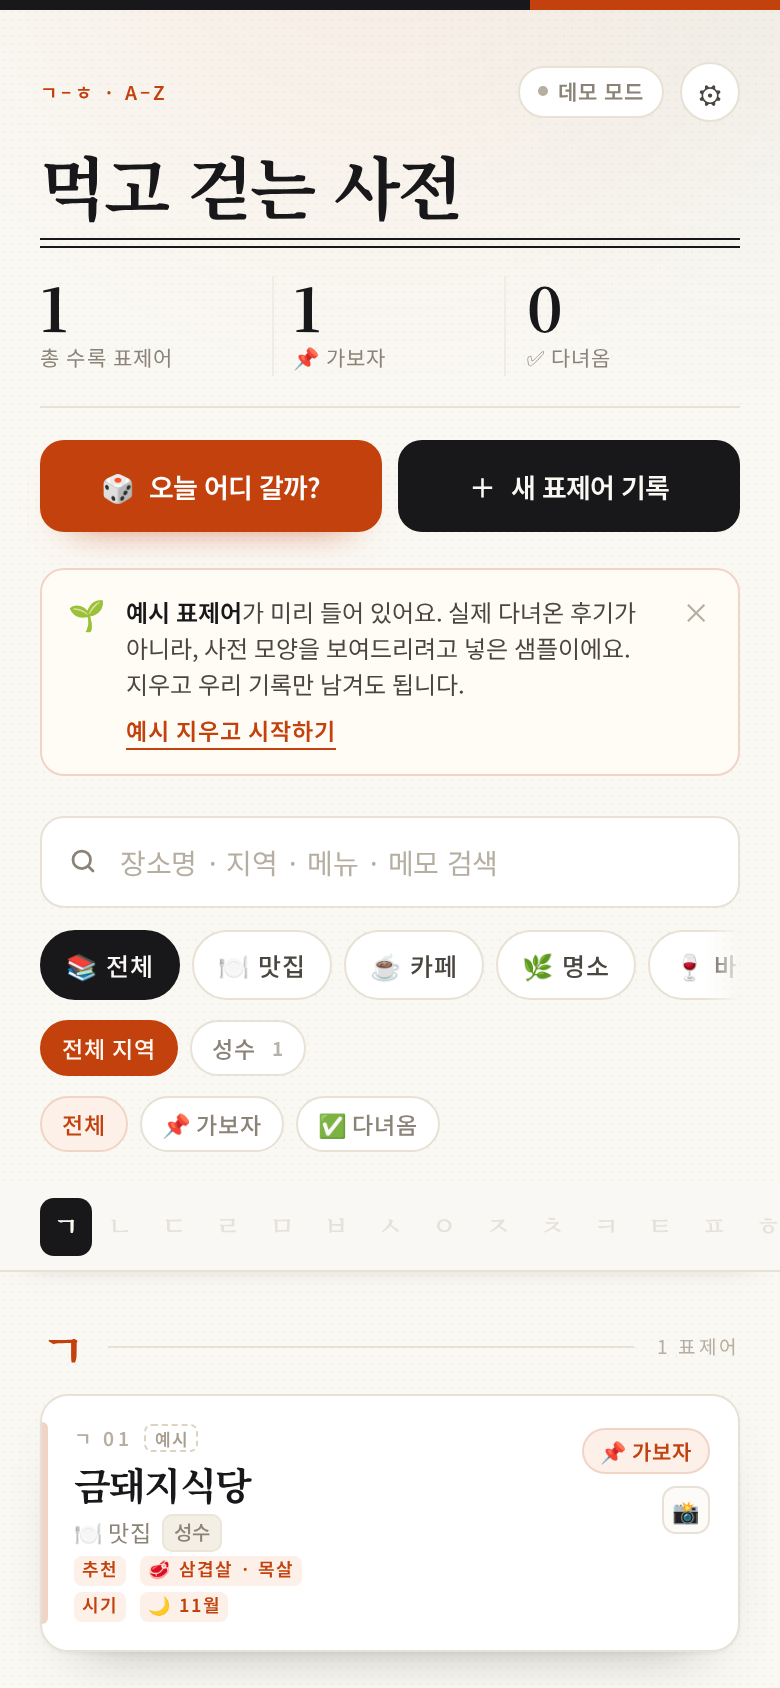 ㄱ–ㅎ · A–Z
데모 모드
먹고 걷는 사전
1
총 수록 표제어
1
📌 가보자
0
✅ 다녀옴
🎲 오늘 어디 갈까?
+ 새 표제어 기록
예시 표제어가 미리 들어 있어요. 실제 다녀온 후기가
아니라, 사전 모양을 보여드리려고 넣은 샘플이에요.
지우고 우리 기록만 남겨도 됩니다.
예시 지우고 시작하기
장소명 · 지역 · 메뉴 · 메모 검색
📚 전체 🍽️ 맛집 ☕ 카페 🌿 명소 🍷 바
전체 지역 성수 1
전체 📌 가보자 ✅ 다녀옴
ㄱ ㄴ ㄷ ㄹ ㅁ ㅂ ㅅ ㅇ ㅈ ㅊ ㅋ ㅌ ㅍ ㅎ
ㄱ
1 표제어
ㄱ 01 예시
📌 가보자
금돼지식당
🍽️ 맛집 성수
추천 🥩 삼겹살 · 목살
시기 🌙 11월